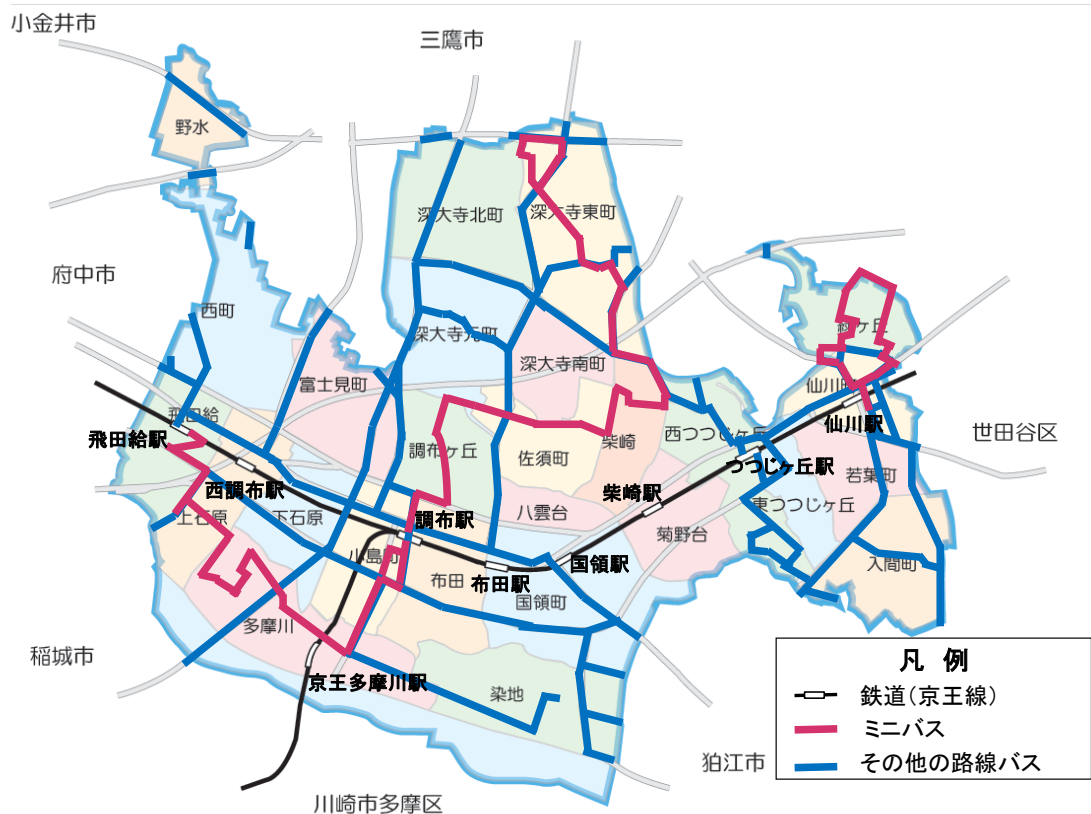 小金井市
三鷹市
野水
深大寺北町
深大寺東町
府中市
西町
深大寺元町
緑ヶ丘
深大寺南町
富士見町
仙川町
飛田給
仙川駅
飛田給駅
調布ヶ丘
柴崎
西つつじヶ丘
世田谷区
佐須町
つつじヶ丘駅
若葉町
西調布駅
柴崎駅
上石原
下石原
調布駅
八雲台
東つつじヶ丘
菊野台
小島町
国領駅
入間町
布田
布田駅
国領町
多摩川
稲城市
京王多摩川駅
染地
狛江市
川崎市多摩区
凡 例
鉄道(京王線)
ミニバス
その他の路線バス